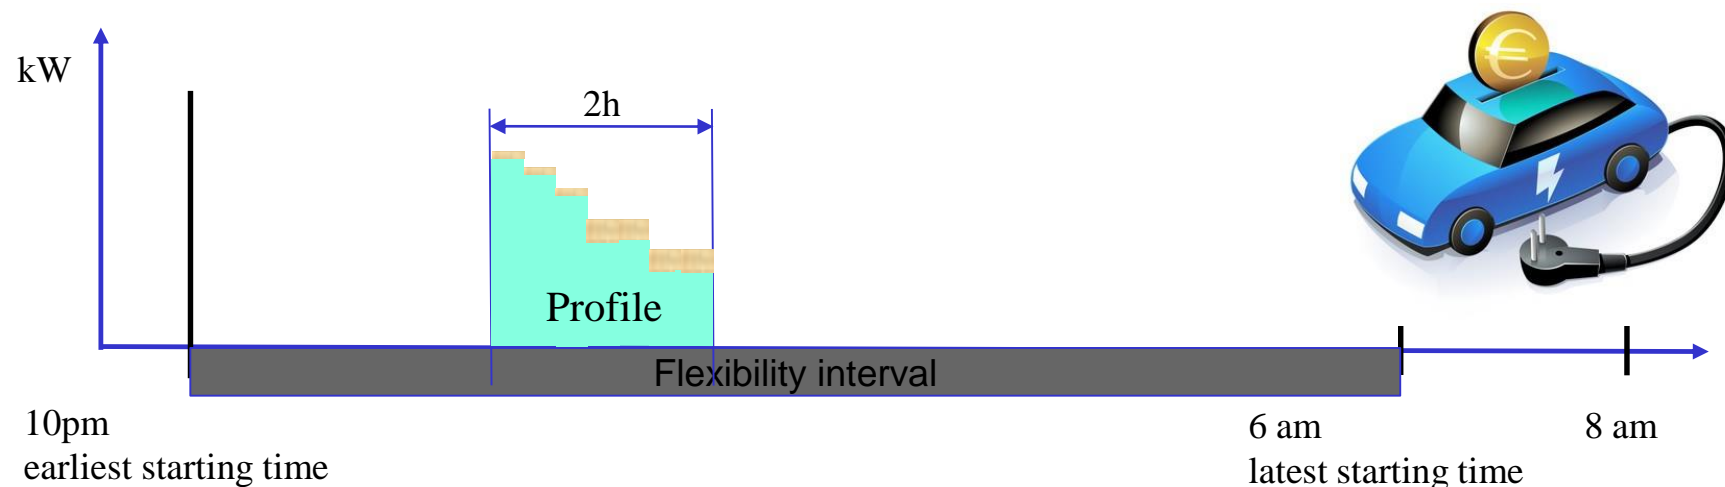 kW
2h
€
Profile
Flexibility interval
10pm
earliest starting time
6 am
latest starting time
8 am